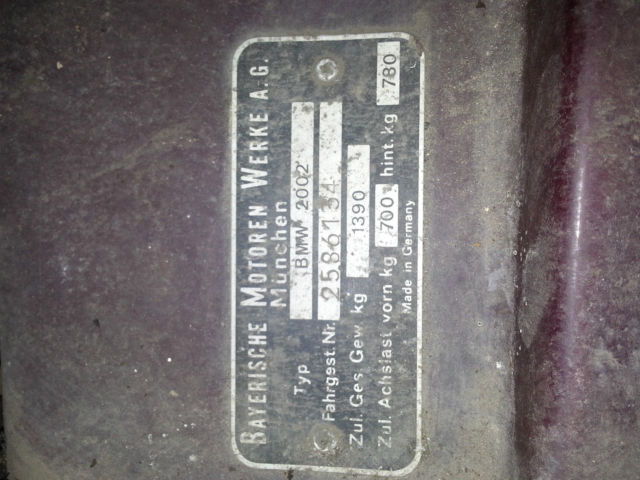 BAYERISCHE MOTOREN WERKE A.G.
München
Typ BMW 2002
Fahrgest. Nr. 2586134
Zul. Ges Gew. kg 1390
Zul. Achslast vorn kg 700 hint. kg 780
Made in Germany